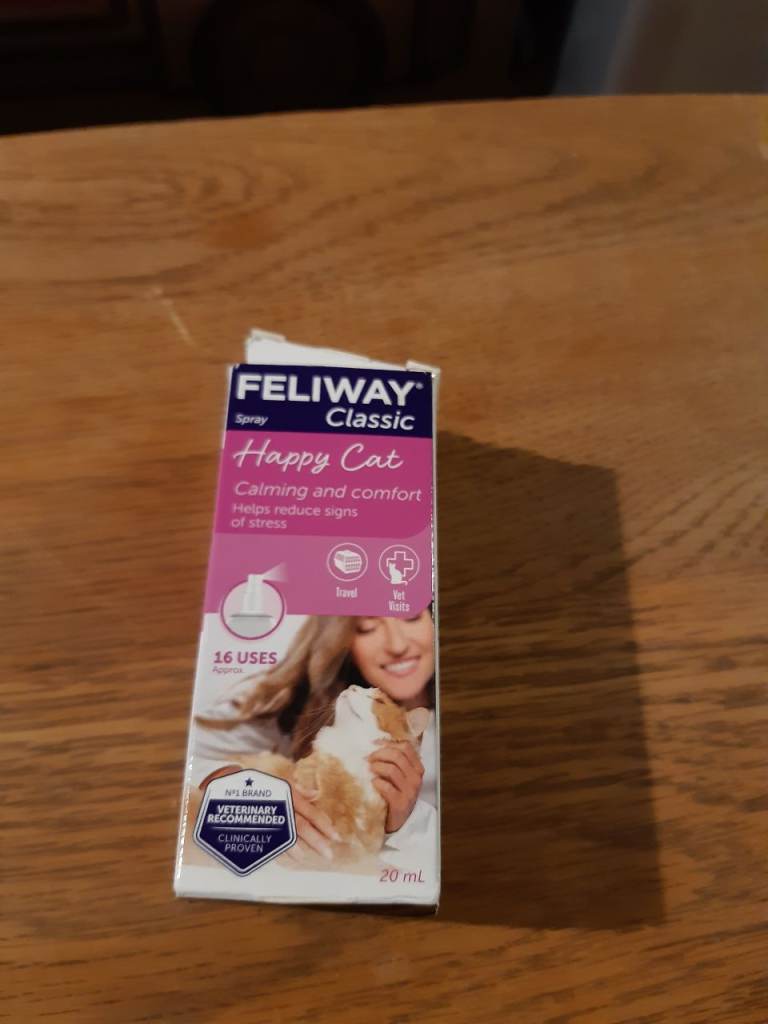 FELIWAY®
Spray
Classic
Happy Cat
Calming and comfort
Helps reduce signs
of stress
Travel
Vet
Visits
16 USES
Approx.
Nº1 BRAND
VETERINARY
RECOMMENDED
CLINICALLY
PROVEN
20 mL